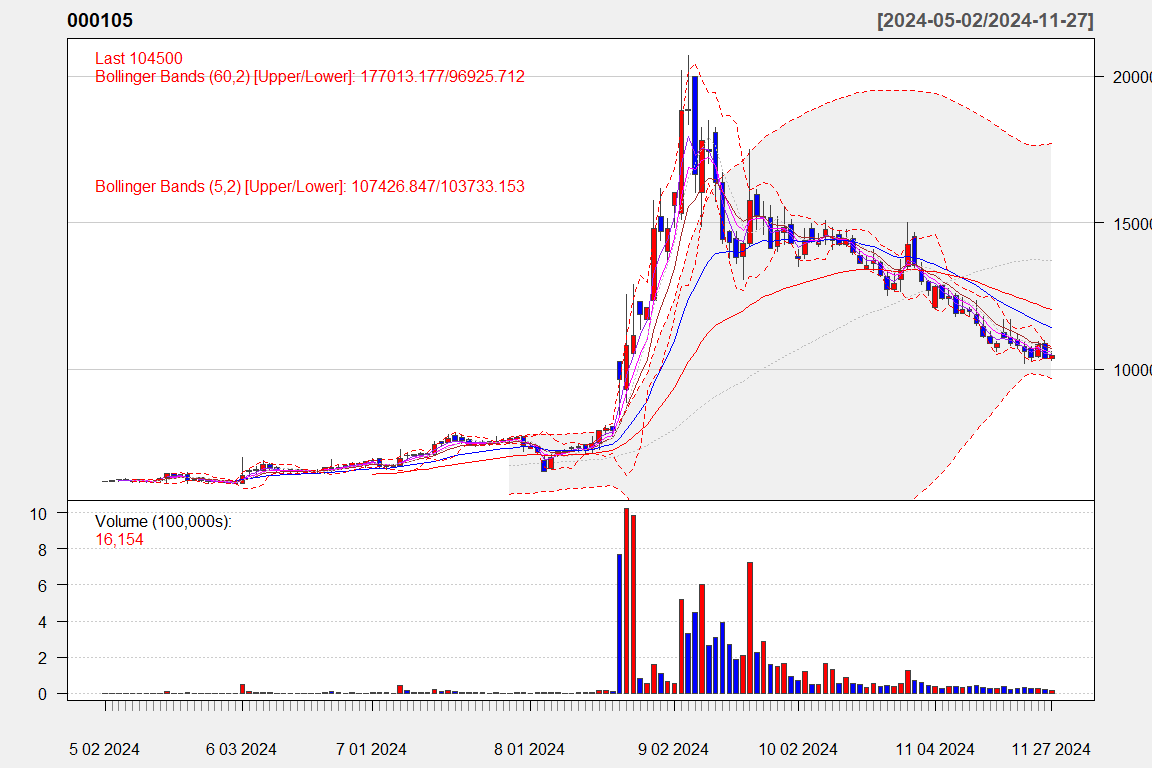 000105
[2024-05-02/2024-11-27]
Last 104500
Bollinger Bands (60,2) [Upper/Lower]: 177013.177/96925.712
Bollinger Bands (5,2) [Upper/Lower]: 107426.847/103733.153
20000
15000
10000
Volume (100,000s):
16,154
10
8
6
4
2
0
5 02 2024
6 03 2024
7 01 2024
8 01 2024
9 02 2024
10 02 2024
11 04 2024
11 27 2024